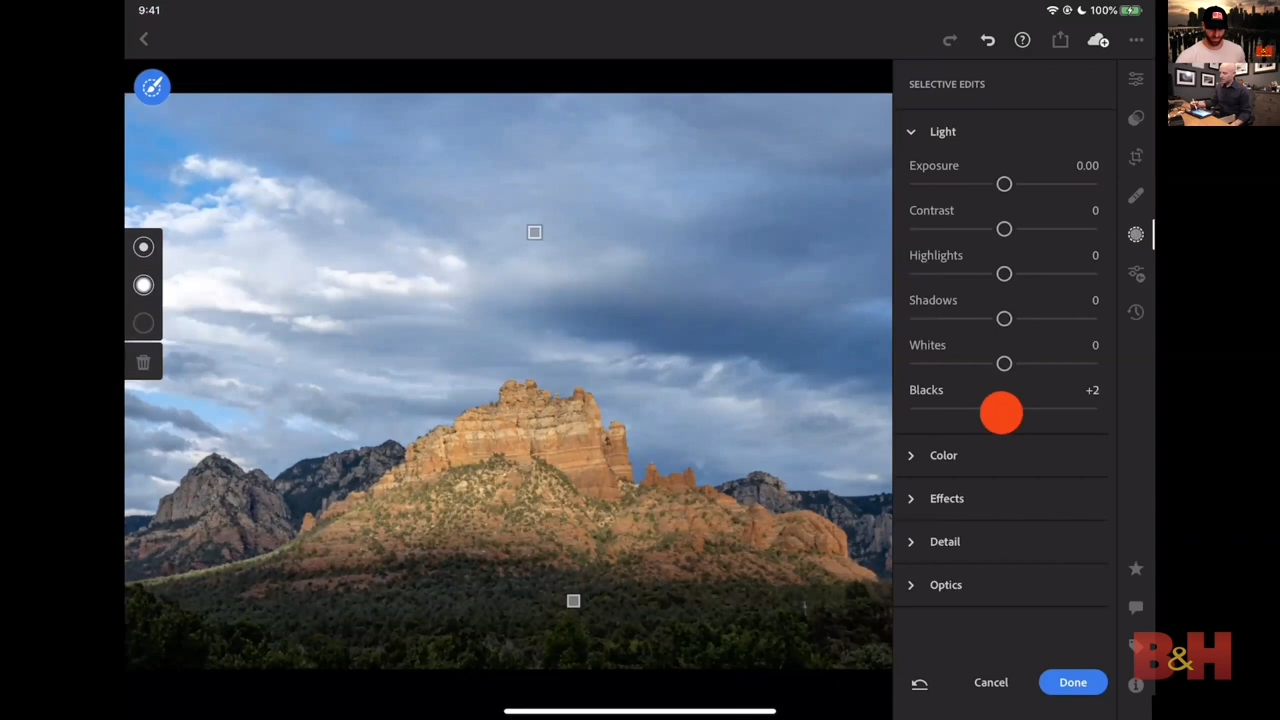 9:41
100%
SELECTIVE EDITS
Light
Exposure 0.00
Contrast 0
Highlights 0
Shadows 0
Whites 0
Blacks +2
Color
Effects
Detail
Optics
Cancel
Done
B&H